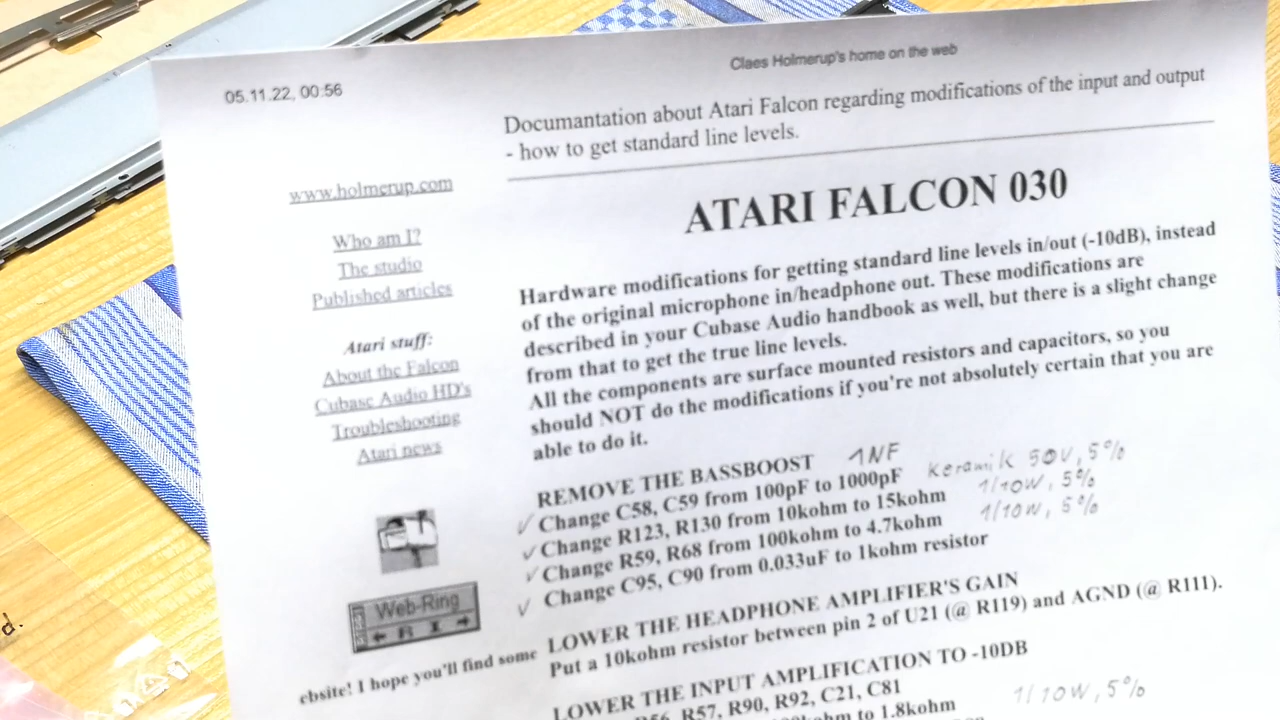 Claes Holmerup's home on the web
05.11.22, 00:56
Documantation about Atari Falcon regarding modifications of the input and output
- how to get standard line levels.
www.holmerup.com
Who am I?
The studio
Published articles
Atari stuff:
About the Falcon
Cubase Audio HD's
Troubleshooting
Atari news
Web-Ring
ebsite! I hope you'll find some
ATARI FALCON 030
Hardware modifications for getting standard line levels in/out (-10dB), instead
of the original microphone in/headphone out. These modifications are
described in your Cubase Audio handbook as well, but there is a slight change
from that to get the true line levels.
All the components are surface mounted resistors and capacitors, so you
should NOT do the modifications if you're not absolutely certain that you are
able to do it.
REMOVE THE BASSBOOST 1NF
✓ Change C58, C59 from 100pF to 1000pF Keramik 50V, 5%
✓ Change R123, R130 from 10kohm to 15kohm 1/10W, 5%
✓ Change R59, R68 from 100kohm to 4.7kohm 1/10W, 5%
✓ Change C95, C90 from 0.033uF to 1kohm resistor
LOWER THE HEADPHONE AMPLIFIER'S GAIN
Put a 10kohm resistor between pin 2 of U21 (@ R119) and AGND (@ R111).
LOWER THE INPUT AMPLIFICATION TO -10DB
R57, R90, R92, C21, C81
to 1.8kohm 1/10W, 5%
d.